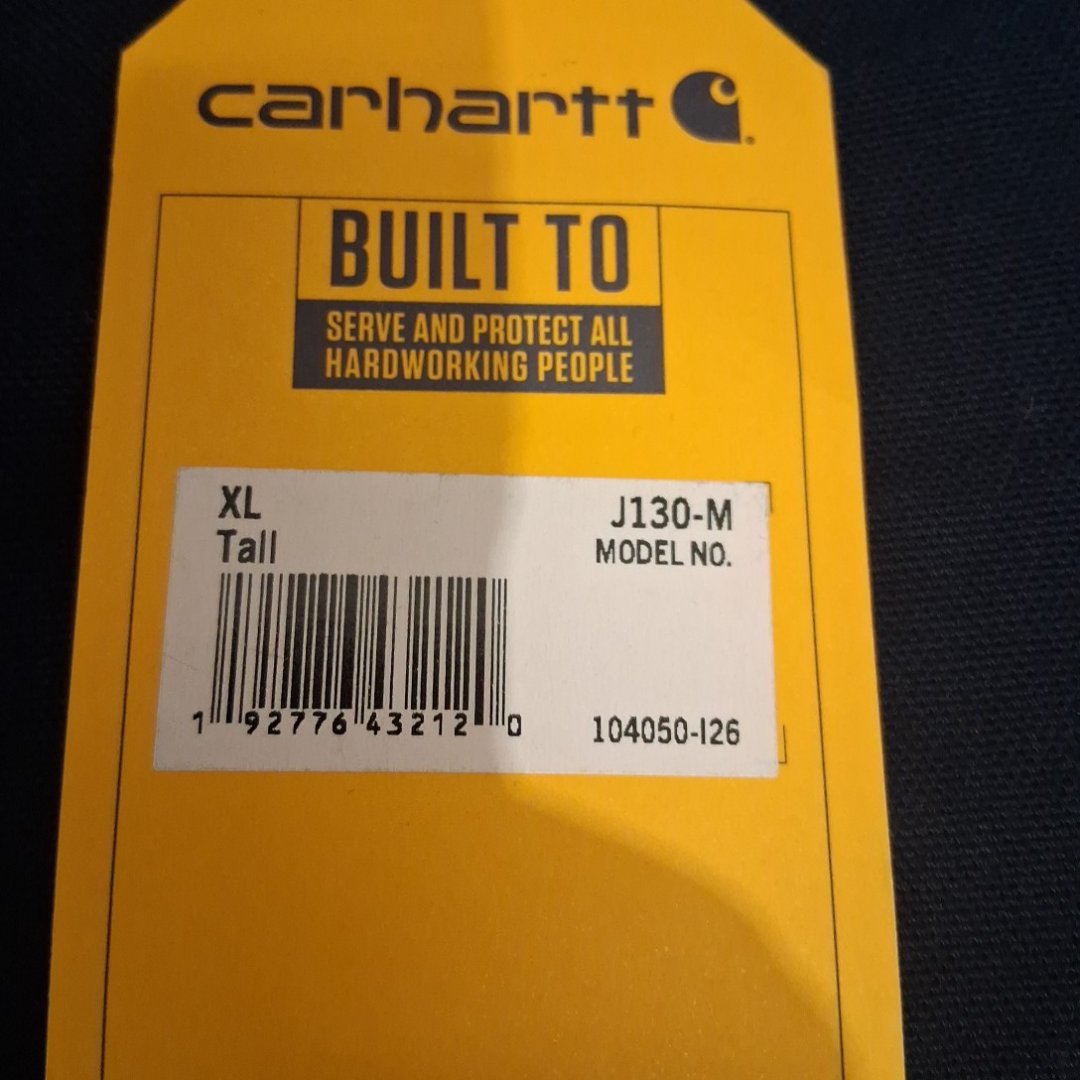 carhartt
BUILT TO
SERVE AND PROTECT ALL
HARDWORKING PEOPLE
XL
Tall
J130-M
MODEL NO.
1 92776 43212 0
104050-I26